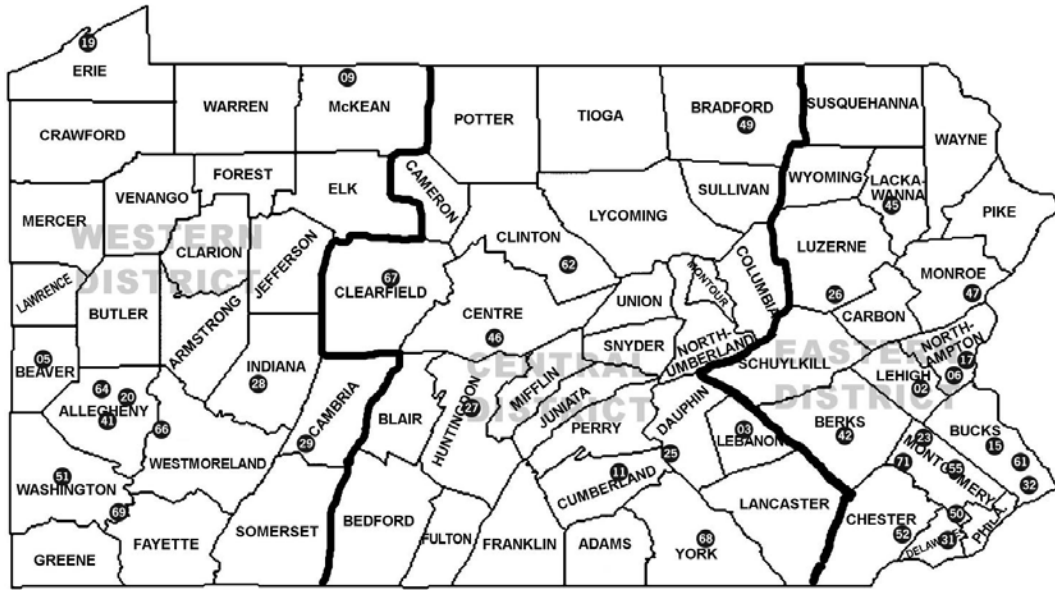 19
ERIE
CRAWFORD
WARREN
09
McKEAN
POTTER
TIOGA
BRADFORD
49
SUSQUEHANNA
WAYNE
WYOMING
LACKA-
WANNA
45
PIKE
MERCER
VENANGO
FOREST
ELK
CAMERON
SULLIVAN
LYCOMING
CLINTON
62
LUZERNE
26
MONROE
47
WESTERN
DISTRICT
CLARION
JEFFERSON
67
CLEARFIELD
LAWRENCE
BUTLER
ARMSTRONG
CENTRE
46
UNION
MONTOUR
COLUMBIA
CARBON
05
BEAVER
INDIANA
28
SNYDER
NORTH-
UMBERLAND
SCHUYLKILL
NORTH-
AMPTON
17
06
LEHIGH
02
CENTRAL
DISTRICT
EASTERN
DISTRICT
64
20
ALLEGHENY
41
66
CAMBRIA
29
BLAIR
HUNTINGDON
27
MIFFLIN
JUNIATA
PERRY
DAUPHIN
25
03
LEBANON
BERKS
42
BUCKS
15
23
MONTGOMERY
55
71
61
32
51
WASHINGTON
69
WESTMORELAND
11
CUMBERLAND
LANCASTER
CHESTER
52
50
DELAWARE
31
PHILA.
GREENE
FAYETTE
SOMERSET
BEDFORD
FULTON
FRANKLIN
ADAMS
68
YORK